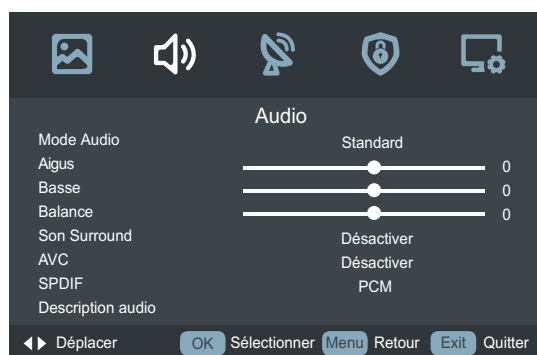 Audio
Mode Audio Standard
Aigus 0
Basse 0
Balance 0
Son Surround Désactiver
AVC Désactiver
SPDIF PCM
Description audio
Déplacer OK Sélectionner Menu Retour Exit Quitter